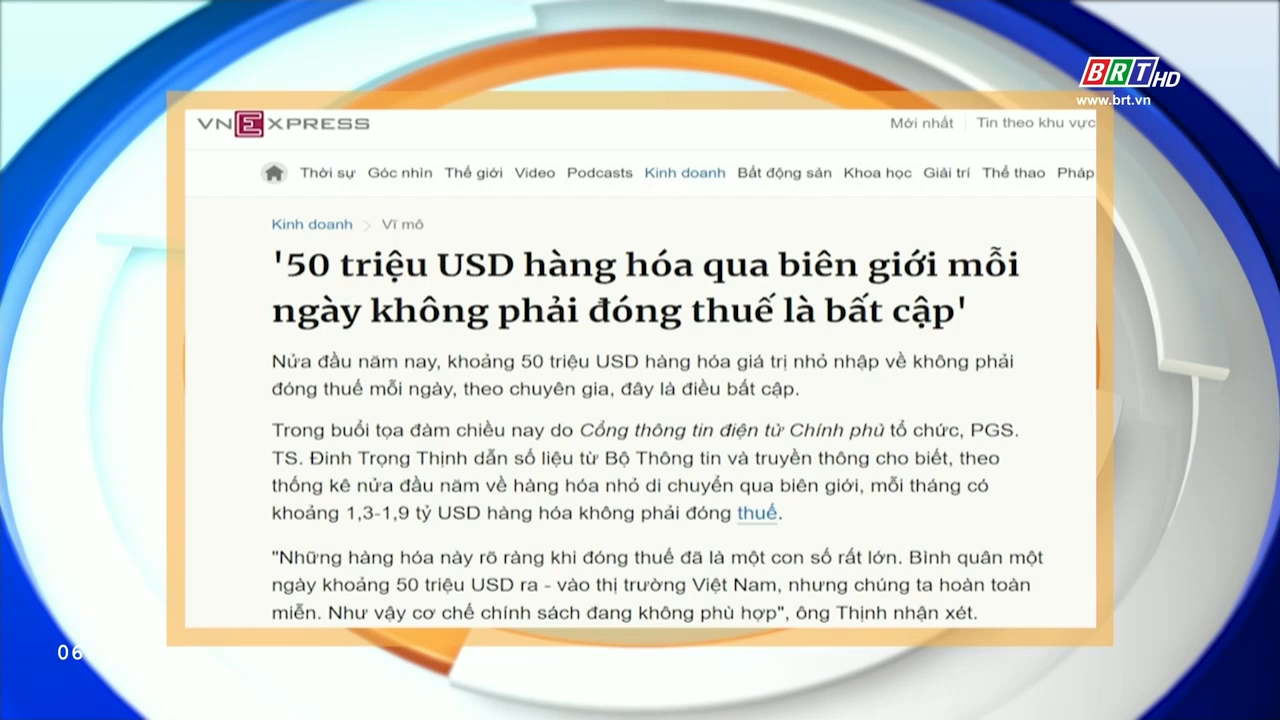 BRT HD
www.brt.vn
VNEXPRESS
Mới nhất
Tin theo khu vực
Thời sự Góc nhìn Thế giới Video Podcasts Kinh doanh Bất động sản Khoa học Giải trí Thể thao Pháp
Kinh doanh > Vĩ mô
'50 triệu USD hàng hóa qua biên giới mỗi
ngày không phải đóng thuế là bất cập'
Nửa đầu năm nay, khoảng 50 triệu USD hàng hóa giá trị nhỏ nhập về không phải
đóng thuế mỗi ngày, theo chuyên gia, đây là điều bất cập.
Trong buổi tọa đàm chiều nay do Cổng thông tin điện tử Chính phủ tổ chức, PGS.
TS. Đinh Trọng Thịnh dẫn số liệu từ Bộ Thông tin và truyền thông cho biết, theo
thống kê nửa đầu năm về hàng hóa nhỏ di chuyển qua biên giới, mỗi tháng có
khoảng 1,3-1,9 tỷ USD hàng hóa không phải đóng thuế.
"Những hàng hóa này rõ ràng khi đóng thuế đã là một con số rất lớn. Bình quân một
ngày khoảng 50 triệu USD ra - vào thị trường Việt Nam, nhưng chúng ta hoàn toàn
miễn. Như vậy cơ chế chính sách đang không phù hợp", ông Thịnh nhận xét.
06